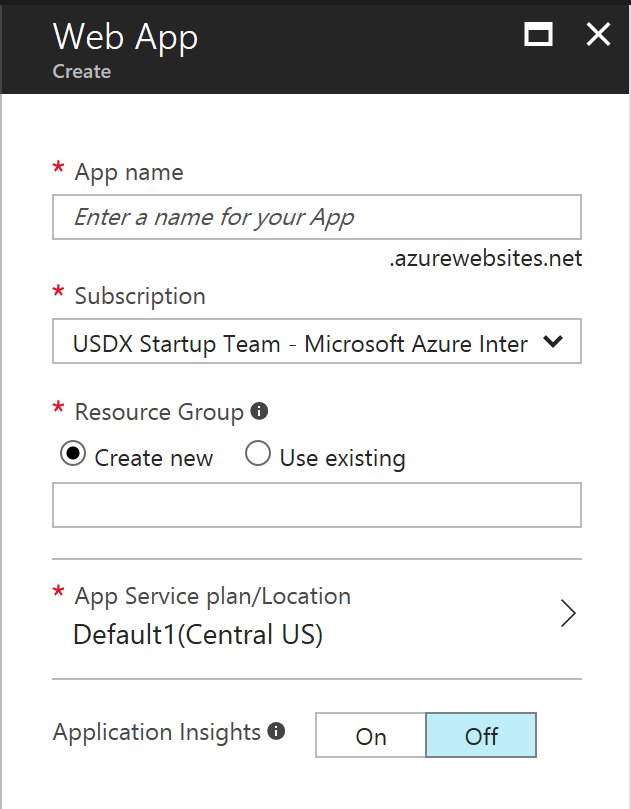 Web App
Create
* App name
Enter a name for your App
.azurewebsites.net
* Subscription
USDX Startup Team - Microsoft Azure Inter
* Resource Group
Create new Use existing
* App Service plan/Location
Default1(Central US)
Application Insights On Off